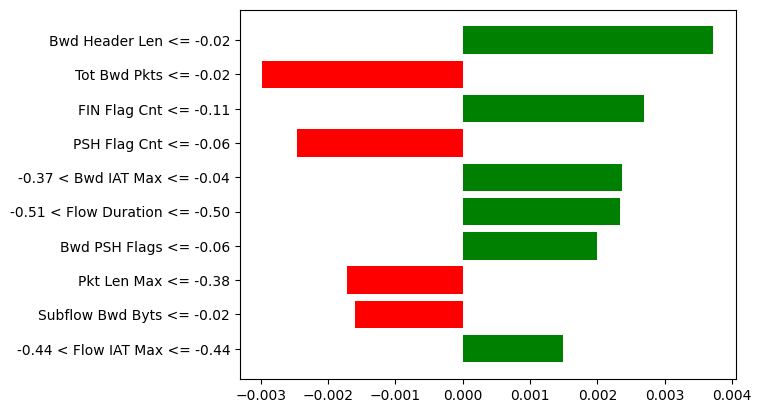 Bwd Header Len <= -0.02
Tot Bwd Pkts <= -0.02
FIN Flag Cnt <= -0.11
PSH Flag Cnt <= -0.06
-0.37 < Bwd IAT Max <= -0.04
-0.51 < Flow Duration <= -0.50
Bwd PSH Flags <= -0.06
Pkt Len Max <= -0.38
Subflow Bwd Byts <= -0.02
-0.44 < Flow IAT Max <= -0.44
−0.003 −0.002 −0.001 0.000 0.001 0.002 0.003 0.004